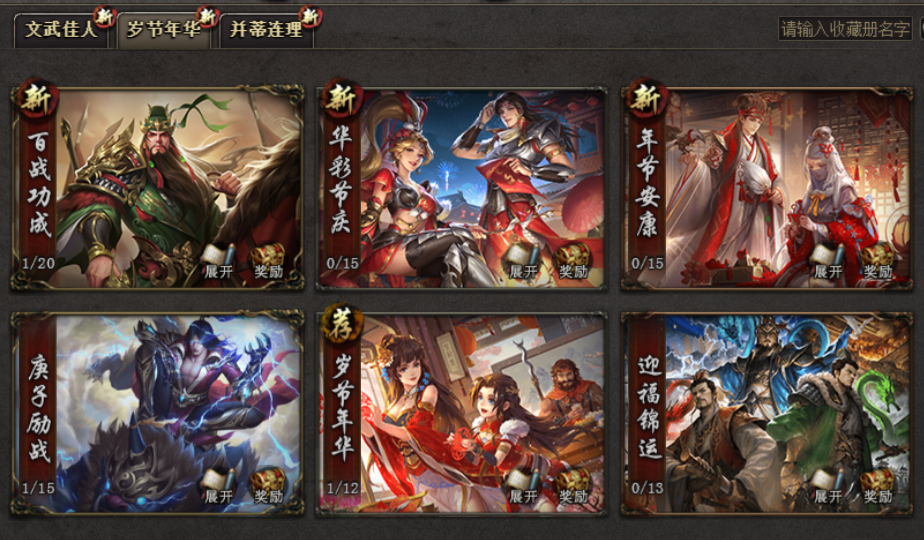 文武佳人 新
岁节年华 新
并蒂连理 新
请输入收藏册名字
新
百战功成
1/20
展开
奖励
新
华彩节庆
0/15
展开
奖励
新
年节安康
0/15
展开
奖励
庚子励战
1/15
展开
奖励
荐
岁节年华
1/12
展开
奖励
迎福锦运
0/13
展开
奖励